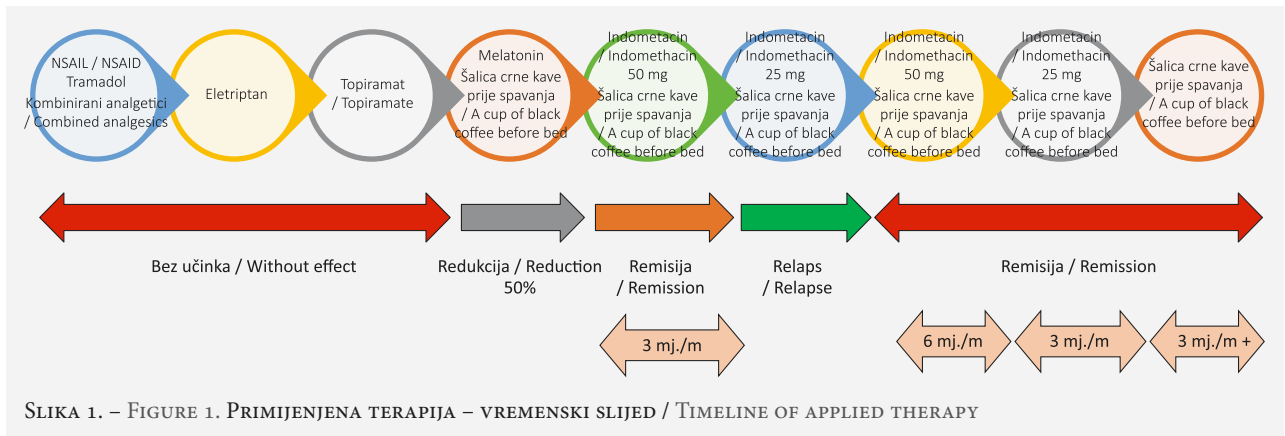 NSAIL / NSAID
Tramadol
Kombinirani analgetici
/ Combined analgesics
Eletriptan
Topiramat
/ Topiramate
Melatonin
Šalica crne kave
prije spavanja
/ A cup of black
coffee before bed
Indometacin
/ Indomethacin
50 mg
Šalica crne kave
prije spavanja
/ A cup of black
coffee before bed
Indometacin
/ Indomethacin
25 mg
Šalica crne kave
prije spavanja
/ A cup of black
coffee before bed
Indometacin
/ Indomethacin
50 mg
Šalica crne kave
prije spavanja
/ A cup of black
coffee before bed
Indometacin
/ Indomethacin
25 mg
Šalica crne kave
prije spavanja
/ A cup of black
coffee before bed
Šalica crne kave
prije spavanja
/ A cup of black
coffee before bed
Bez učinka / Without effect
Redukcija / Reduction
50%
Remisija
/ Remission
Relaps
/ Relapse
Remisija / Remission
3 mj./m
6 mj./m
3 mj./m
3 mj./m +
Slika 1. – Figure 1. Primijenjena terapija – vremenski slijed / Timeline of applied therapy